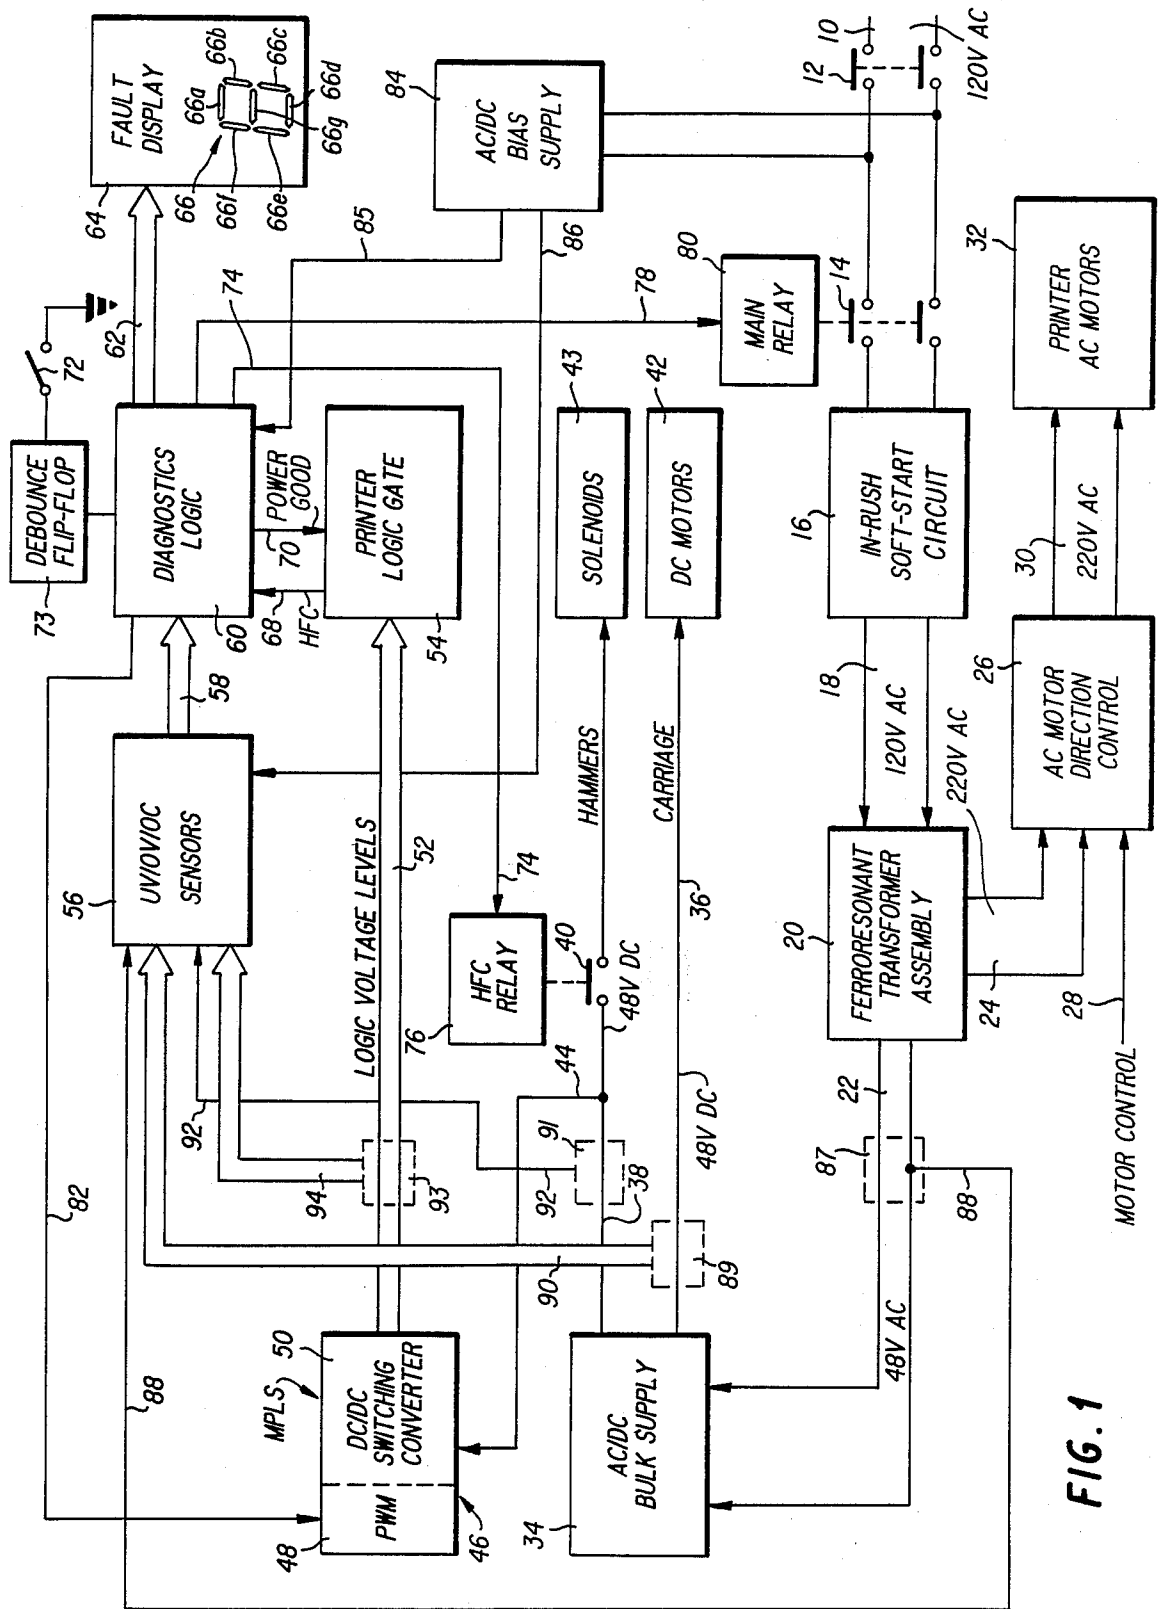 FAULT
DISPLAY
64
66a
66b
66c
66d
66g
66
66f
66e
62
72
DEBOUNCE
FLIP-FLOP
73
DIAGNOSTICS
LOGIC
60
74
85
84
AC/DC
BIAS
SUPPLY
86
12
10
120V AC
70
POWER
GOOD
68
HFC
PRINTER
LOGIC GATE
54
78
80
MAIN
RELAY
14
43
SOLENOIDS
42
DC MOTORS
16
IN-RUSH
SOFT-START
CIRCUIT
32
PRINTER
AC MOTORS
82
58
56
UV/OV/OC
SENSORS
LOGIC VOLTAGE LEVELS
52
74
76
HFC
RELAY
40
48V DC
HAMMERS
CARRIAGE
36
18
120V AC
30
220V AC
26
AC MOTOR
DIRECTION
CONTROL
220V AC
20
FERRORESONANT
TRANSFORMER
ASSEMBLY
24
28
MOTOR CONTROL
92
94
93
44
92
91
38
48V DC
22
87
88
90
89
88
MPLS
50
DC/DC
SWITCHING
CONVERTER
PWM
48
46
34
AC/DC
BULK SUPPLY
48V AC
FIG. 1